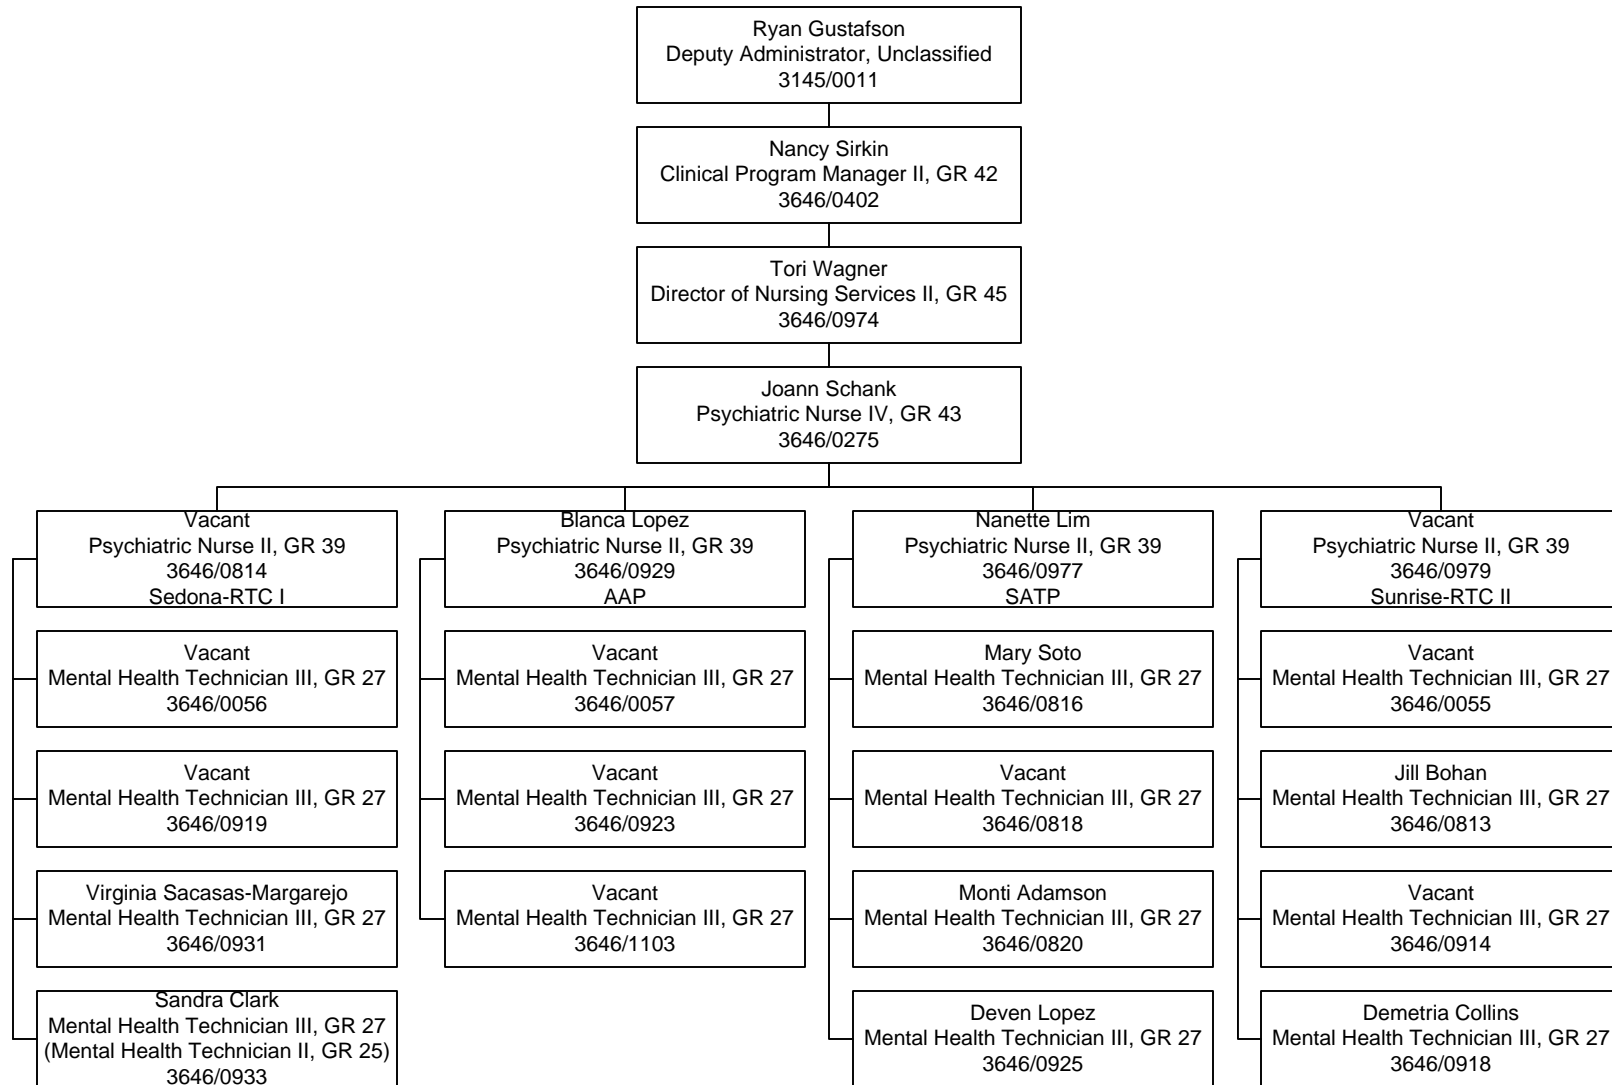 Ryan Gustafson
Deputy Administrator, Unclassified
3145/0011
Nancy Sirkin
Clinical Program Manager II, GR 42
3646/0402
Tori Wagner
Director of Nursing Services II, GR 45
3646/0974
Joann Schank
Psychiatric Nurse IV, GR 43
3646/0275
Vacant
Psychiatric Nurse II, GR 39
3646/0814
Sedona-RTC I
Vacant
Mental Health Technician III, GR 27
3646/0056
Vacant
Mental Health Technician III, GR 27
3646/0919
Virginia Sacasas-Margarejo
Mental Health Technician III, GR 27
3646/0931
Sandra Clark
Mental Health Technician III, GR 27
(Mental Health Technician II, GR 25)
3646/0933
Blanca Lopez
Psychiatric Nurse II, GR 39
3646/0929
AAP
Vacant
Mental Health Technician III, GR 27
3646/0057
Vacant
Mental Health Technician III, GR 27
3646/0923
Vacant
Mental Health Technician III, GR 27
3646/1103
Nanette Lim
Psychiatric Nurse II, GR 39
3646/0977
SATP
Mary Soto
Mental Health Technician III, GR 27
3646/0816
Vacant
Mental Health Technician III, GR 27
3646/0818
Monti Adamson
Mental Health Technician III, GR 27
3646/0820
Deven Lopez
Mental Health Technician III, GR 27
3646/0925
Vacant
Psychiatric Nurse II, GR 39
3646/0979
Sunrise-RTC II
Vacant
Mental Health Technician III, GR 27
3646/0055
Jill Bohan
Mental Health Technician III, GR 27
3646/0813
Vacant
Mental Health Technician III, GR 27
3646/0914
Demetria Collins
Mental Health Technician III, GR 27
3646/0918